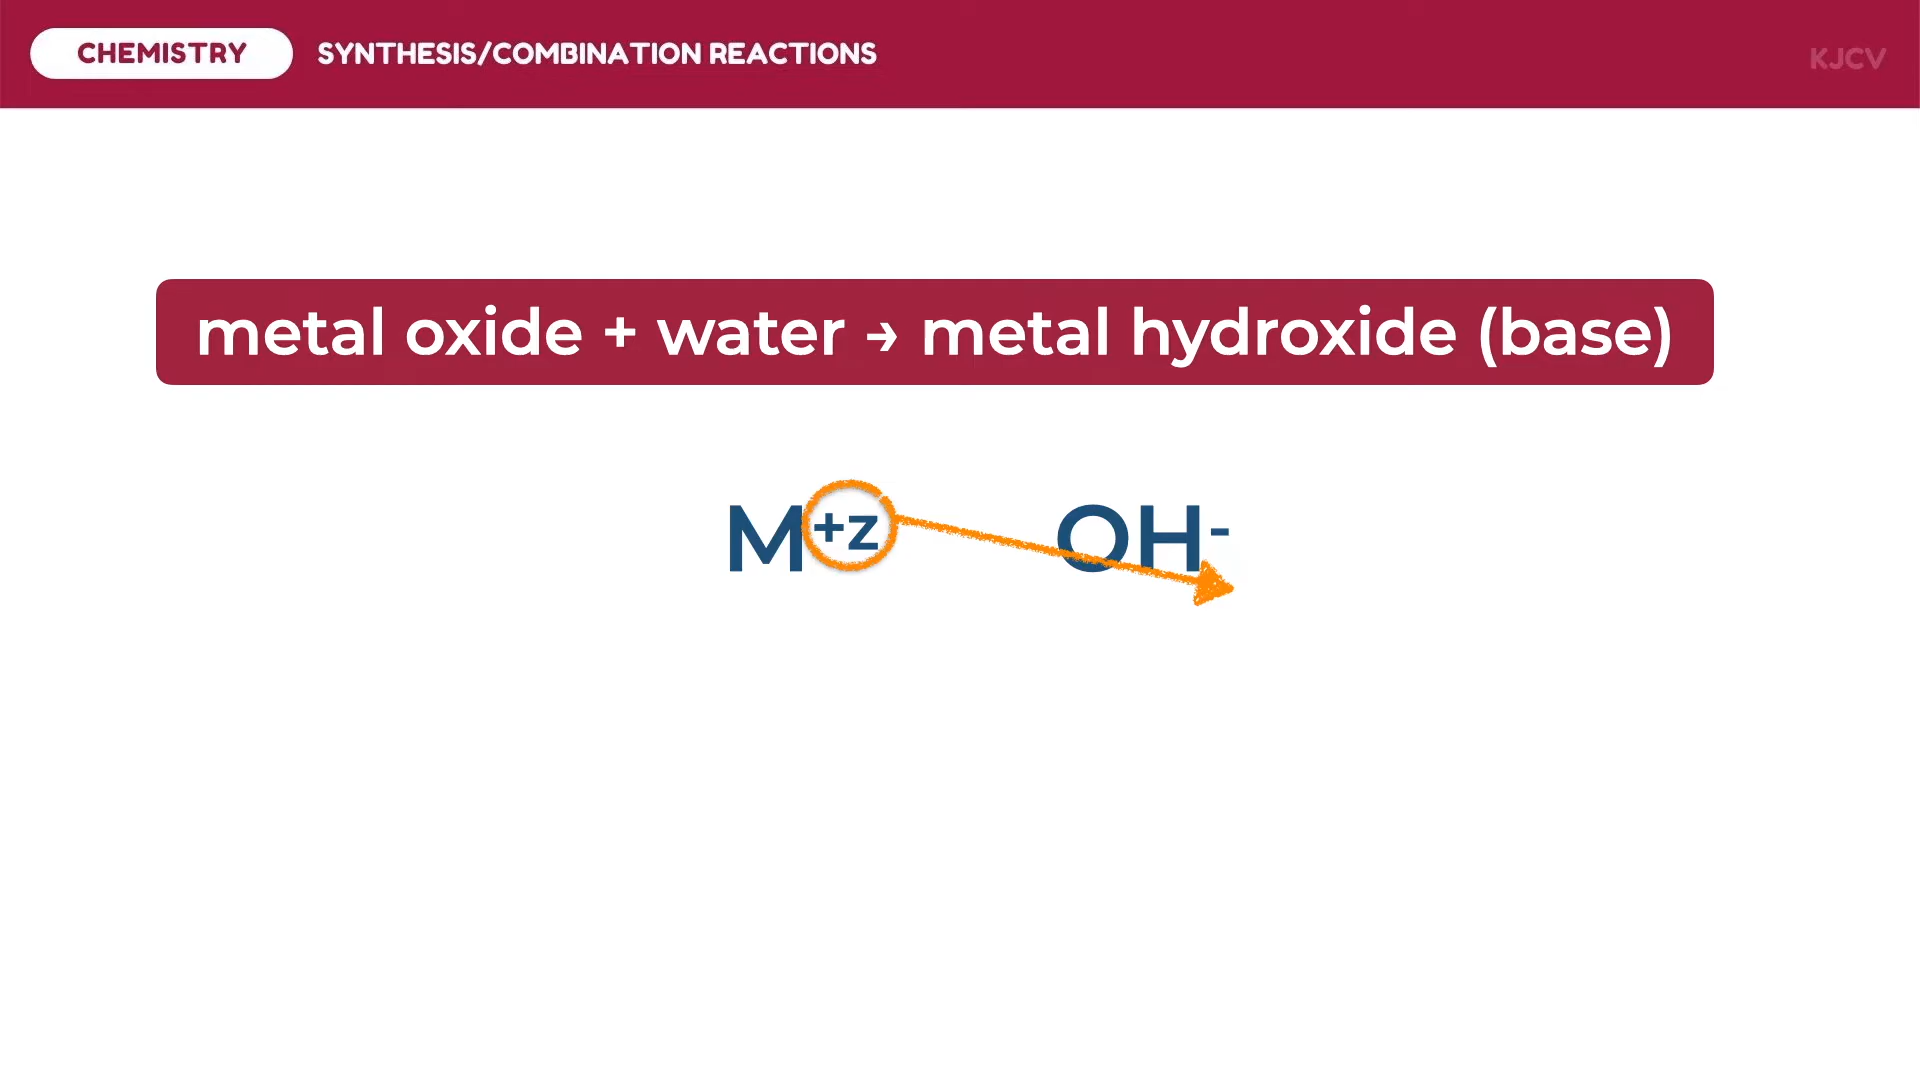 CHEMISTRY SYNTHESIS/COMBINATION REACTIONS KJCV
metal oxide + water → metal hydroxide (base)
M+z OH-